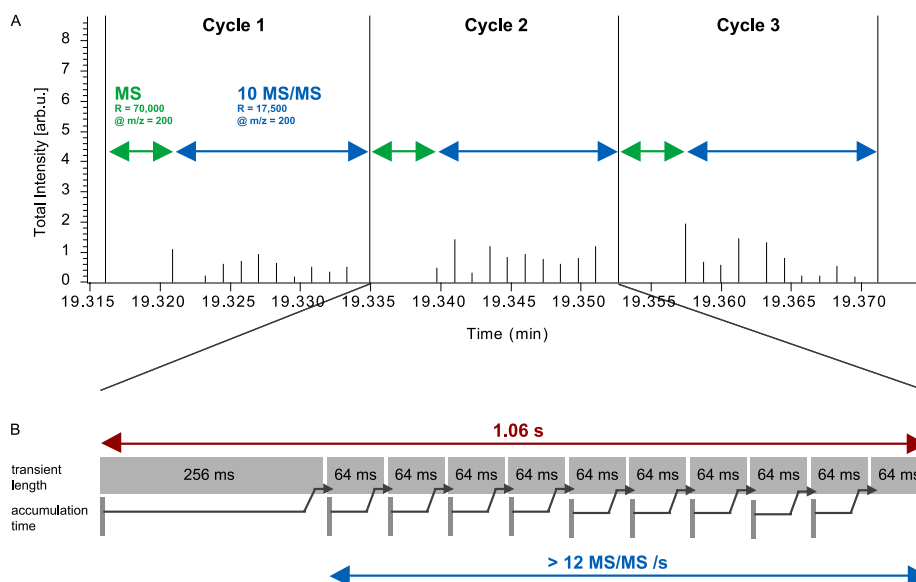 A
Cycle 1 Cycle 2 Cycle 3
8
7
6
5
4
3
2
1
0
Total Intensity [arb.u.]
MS
R = 70,000
@ m/z = 200
10 MS/MS
R = 17,500
@ m/z = 200
19.315 19.320 19.325 19.330 19.335 19.340 19.345 19.350 19.355 19.360 19.365 19.370
Time (min)
B
1.06 s
transient
length
256 ms 64 ms 64 ms 64 ms 64 ms 64 ms 64 ms 64 ms 64 ms 64 ms 64 ms
accumulation
time
> 12 MS/MS /s